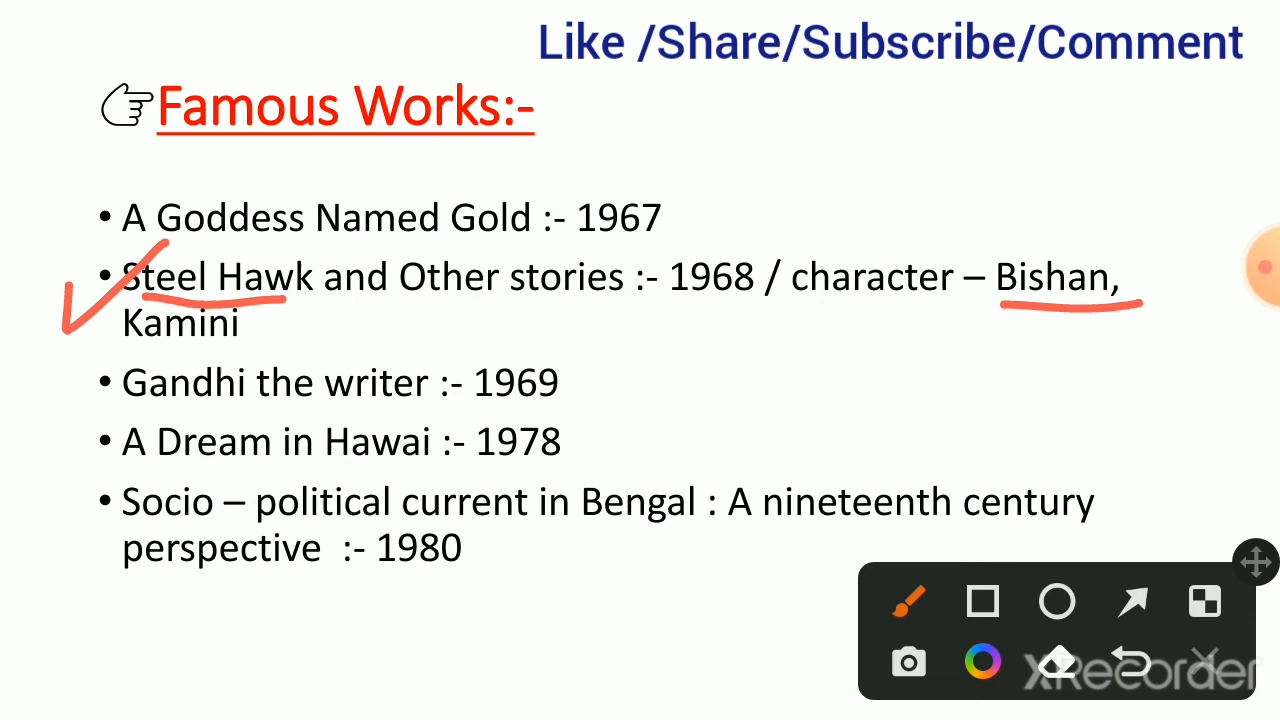 Like /Share/Subscribe/Comment
Famous Works:-
• A Goddess Named Gold :- 1967
• Steel Hawk and Other stories :- 1968 / character – Bishan,
Kamini
• Gandhi the writer :- 1969
• A Dream in Hawai :- 1978
• Socio – political current in Bengal : A nineteenth century
perspective :- 1980
XRecorder